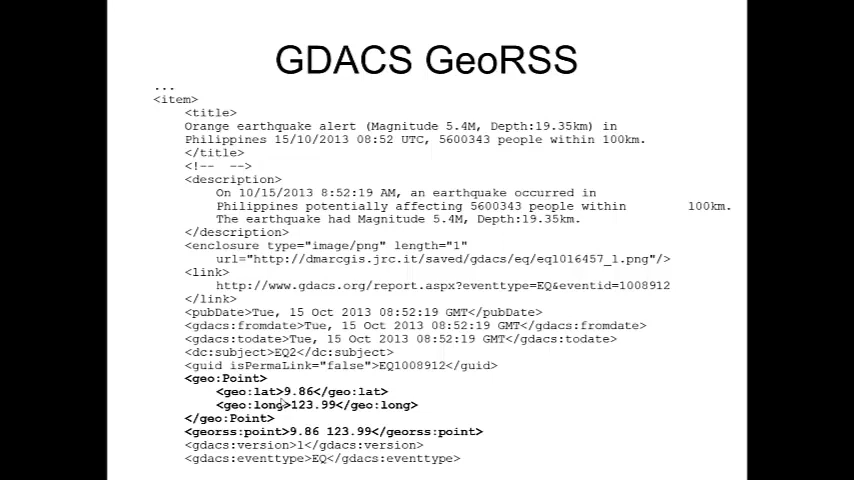 GDACS GeoRSS
...
<item>
<title>
Orange earthquake alert (Magnitude 5.4M, Depth:19.35km) in
Philippines 15/10/2013 08:52 UTC, 5600343 people within 100km.
</title>
<!-- -->
<description>
On 10/15/2013 8:52:19 AM, an earthquake occurred in
Philippines potentially affecting 5600343 people within 100km.
The earthquake had Magnitude 5.4M, Depth:19.35km.
</description>
<enclosure type="image/png" length="1"
url="http://dmarcgis.jrc.it/saved/gdacs/eq/eq1016457_1.png"/>
<link>
http://www.gdacs.org/report.aspx?eventtype=EQ&eventid=1008912
</link>
<pubDate>Tue, 15 Oct 2013 08:52:19 GMT</pubDate>
<gdacs:fromdate>Tue, 15 Oct 2013 08:52:19 GMT</gdacs:fromdate>
<gdacs:todate>Tue, 15 Oct 2013 08:52:19 GMT</gdacs:todate>
<dc:subject>EQ2</dc:subject>
<guid isPermaLink="false">EQ1008912</guid>
<geo:Point>
<geo:lat>9.86</geo:lat>
<geo:long>123.99</geo:long>
</geo:Point>
<georss:point>9.86 123.99</georss:point>
<gdacs:version>1</gdacs:version>
<gdacs:eventtype>EQ</gdacs:eventtype>